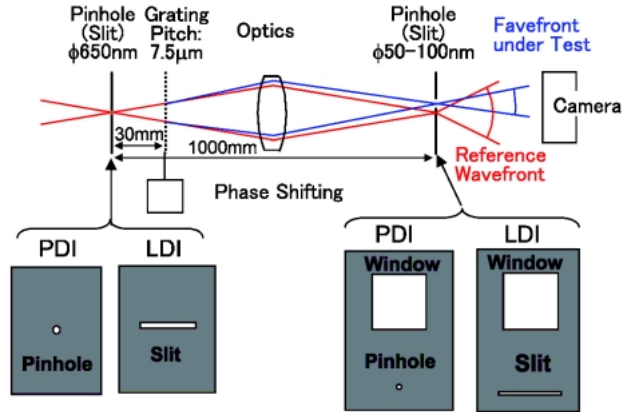 Pinhole
(Slit)
ϕ650nm
Grating
Pitch:
7.5μm
Optics
Pinhole
(Slit)
ϕ50-100nm
Favefront
under Test
Camera
30mm
1000mm
Reference
Wavefront
Phase Shifting
PDI
LDI
Pinhole
Slit
PDI
LDI
Window
Window
Pinhole
Slit